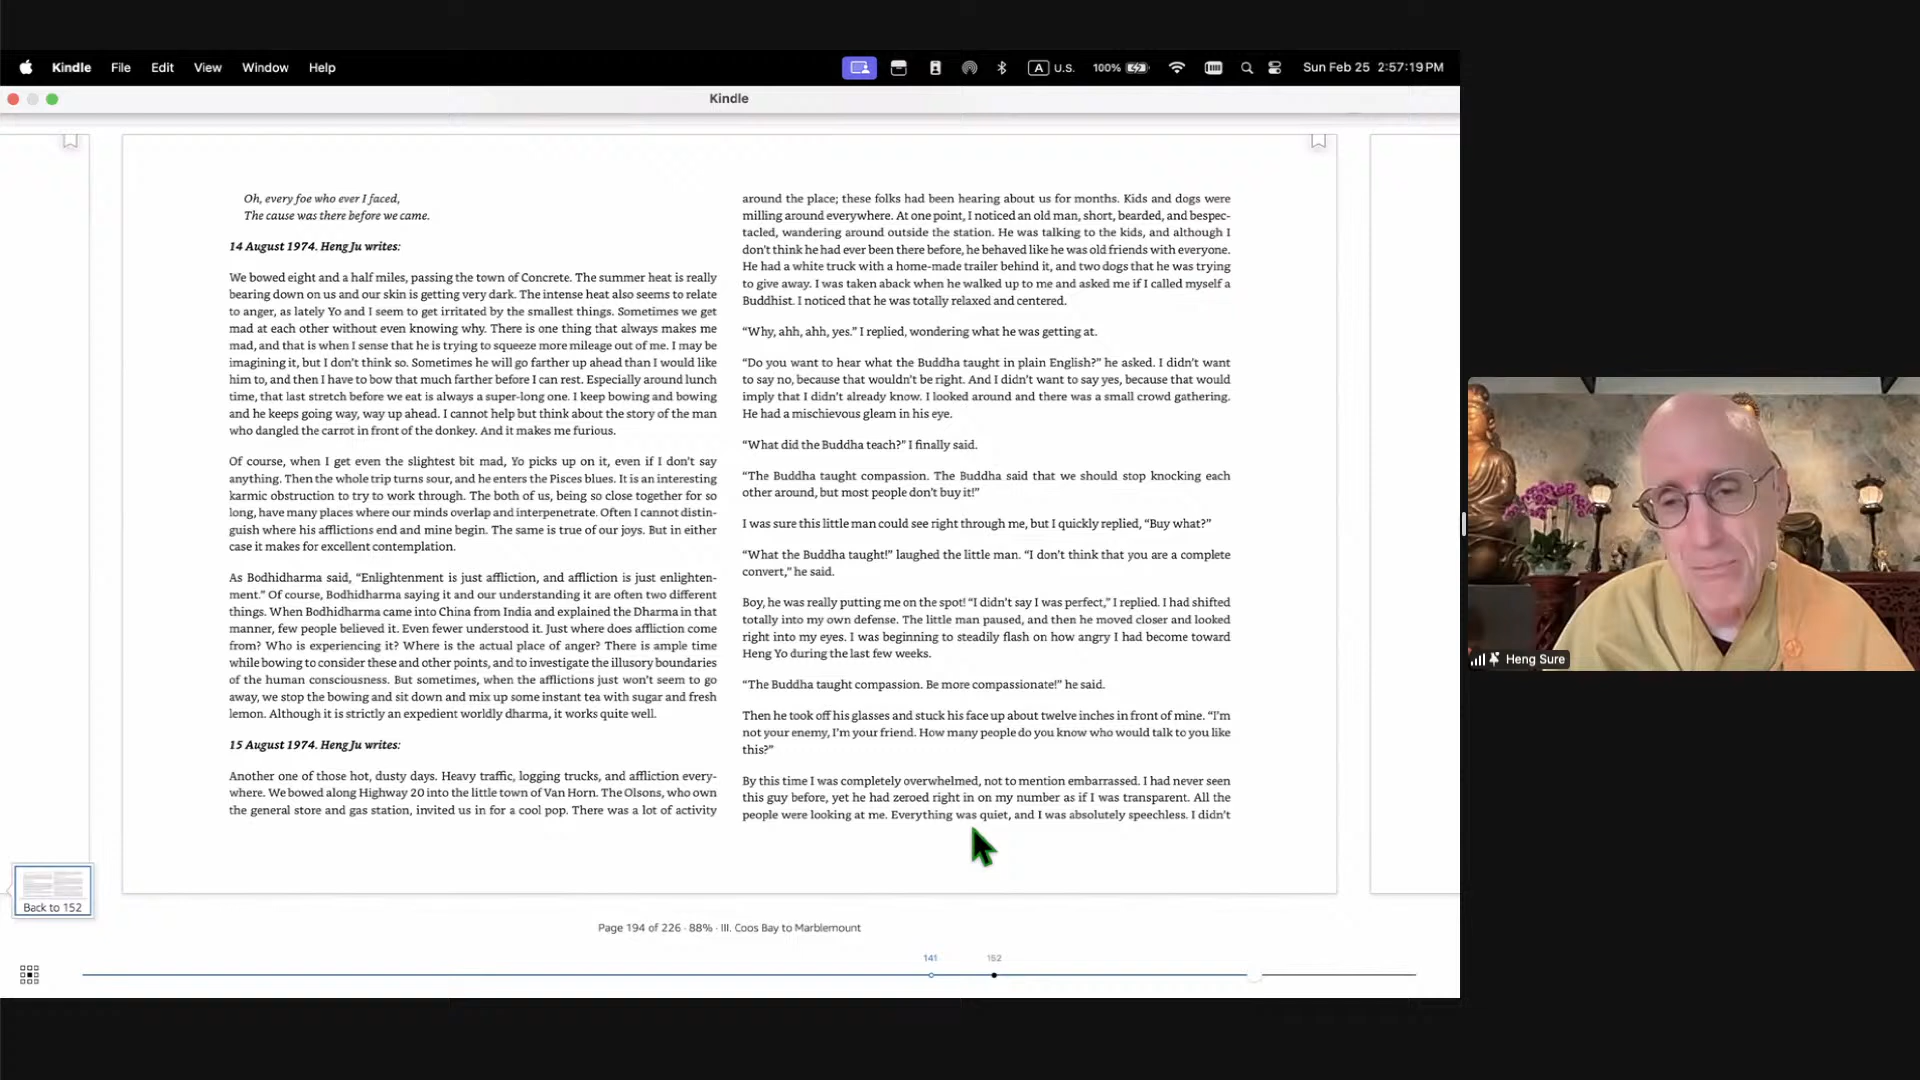 Kindle File Edit View Window Help
A U.S. 100% Sun Feb 25 2:57:19 PM
Kindle
Oh, every foe who ever I faced,
The cause was there before we came.
14 August 1974. Heng Ju writes:
We bowed eight and a half miles, passing the town of Concrete. The summer heat is really
bearing down on us and our skin is getting very dark. The intense heat also seems to relate
to anger, as lately Yo and I seem to get irritated by the smallest things. Sometimes we get
mad at each other without even knowing why. There is one thing that always makes me
mad, and that is when I sense that he is trying to squeeze more mileage out of me. I may be
imagining it, but I don't think so. Sometimes he will go farther up ahead than I would like
him to, and then I have to bow that much farther before I can rest. Especially around lunch
time, that last stretch before we eat is always a super-long one. I keep bowing and bowing
and he keeps going way, way up ahead. I cannot help but think about the story of the man
who dangled the carrot in front of the donkey. And it makes me furious.
Of course, when I get even the slightest bit mad, Yo picks up on it, even if I don't say
anything. Then the whole trip turns sour, and he enters the Pisces blues. It is an interesting
karmic obstruction to try to work through. The both of us, being so close together for so
long, have many places where our minds overlap and interpenetrate. Often I cannot distin-
guish where his afflictions end and mine begin. The same is true of our joys. But in either
case it makes for excellent contemplation.
As Bodhidharma said, “Enlightenment is just affliction, and affliction is just enlighten-
ment.” Of course, Bodhidharma saying it and our understanding it are often two different
things. When Bodhidharma came into China from India and explained the Dharma in that
manner, few people believed it. Even fewer understood it. Just where does affliction come
from? Who is experiencing it? Where is the actual place of anger? There is ample time
while bowing to consider these and other points, and to investigate the illusory boundaries
of the human consciousness. But sometimes, when the afflictions just won't seem to go
away, we stop the bowing and sit down and mix up some instant tea with sugar and fresh
lemon. Although it is strictly an expedient worldly dharma, it works quite well.
15 August 1974. Heng Ju writes:
Another one of those hot, dusty days. Heavy traffic, logging trucks, and affliction every-
where. We bowed along Highway 20 into the little town of Van Horn. The Olsons, who own
the general store and gas station, invited us in for a cool pop. There was a lot of activity
around the place; these folks had been hearing about us for months. Kids and dogs were
milling around everywhere. At one point, I noticed an old man, short, bearded, and bespec-
tacled, wandering around outside the station. He was talking to the kids, and although I
don't think he had ever been there before, he behaved like he was old friends with everyone.
He had a white truck with a home-made trailer behind it, and two dogs that he was trying
to give away. I was taken aback when he walked up to me and asked me if I called myself a
Buddhist. I noticed that he was totally relaxed and centered.
“Why, ahh, ahh, yes.” I replied, wondering what he was getting at.
“Do you want to hear what the Buddha taught in plain English?” he asked. I didn't want
to say no, because that wouldn't be right. And I didn't want to say yes, because that would
imply that I didn't already know. I looked around and there was a small crowd gathering.
He had a mischievous gleam in his eye.
“What did the Buddha teach?” I finally said.
“The Buddha taught compassion. The Buddha said that we should stop knocking each
other around, but most people don't buy it!”
I was sure this little man could see right through me, but I quickly replied, “Buy what?”
“What the Buddha taught!” laughed the little man. “I don't think that you are a complete
convert,” he said.
Boy, he was really putting me on the spot! “I didn't say I was perfect,” I replied. I had shifted
totally into my own defense. The little man paused, and then he moved closer and looked
right into my eyes. I was beginning to steadily flash on how angry I had become toward
Heng Yo during the last few weeks.
“The Buddha taught compassion. Be more compassionate!” he said.
Then he took off his glasses and stuck his face up about twelve inches in front of mine. “I'm
not your enemy, I'm your friend. How many people do you know who would talk to you like
this?”
By this time I was completely overwhelmed, not to mention embarrassed. I had never seen
this guy before, yet he had zeroed right in on my number as if I was transparent. All the
people were looking at me. Everything was quiet, and I was absolutely speechless. I didn't
Back to 152
Page 194 of 226 · 88% · III. Coos Bay to Marblemount
141 152
Heng Sure